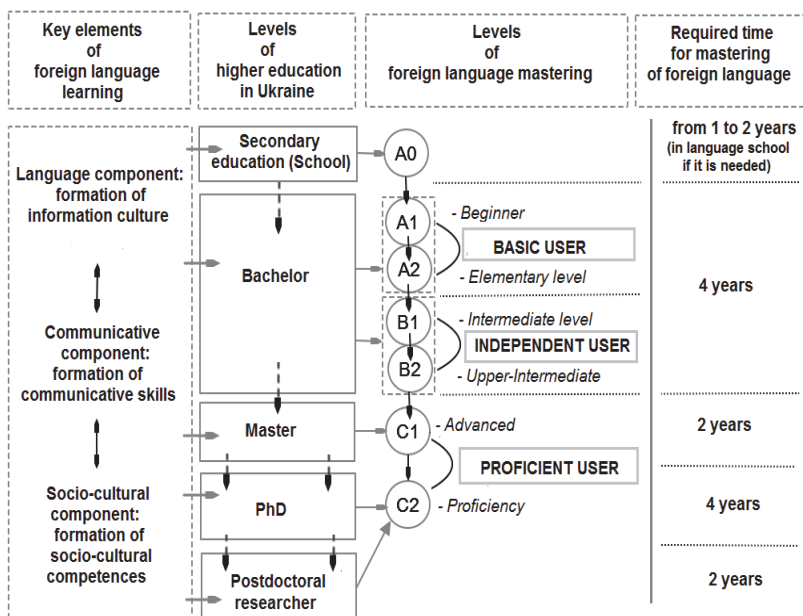 Key elements
of
foreign language
learning
Levels
of
higher education
in Ukraine
Levels
of
foreign language mastering
Required time
for mastering
of foreign language
Language component:
formation of
information culture
Communicative
component:
formation of
communicative skills
Socio-cultural
component:
formation of
socio-cultural
competences
Secondary
education (School)
Bachelor
Master
PhD
Postdoctoral
researcher
A0
A1
- Beginner
BASIC USER
A2
- Elementary level
B1
- Intermediate level
INDEPENDENT USER
B2
- Upper-Intermediate
C1
- Advanced
PROFICIENT USER
C2
- Proficiency
from 1 to 2 years
(in language school
if it is needed)
4 years
2 years
4 years
2 years